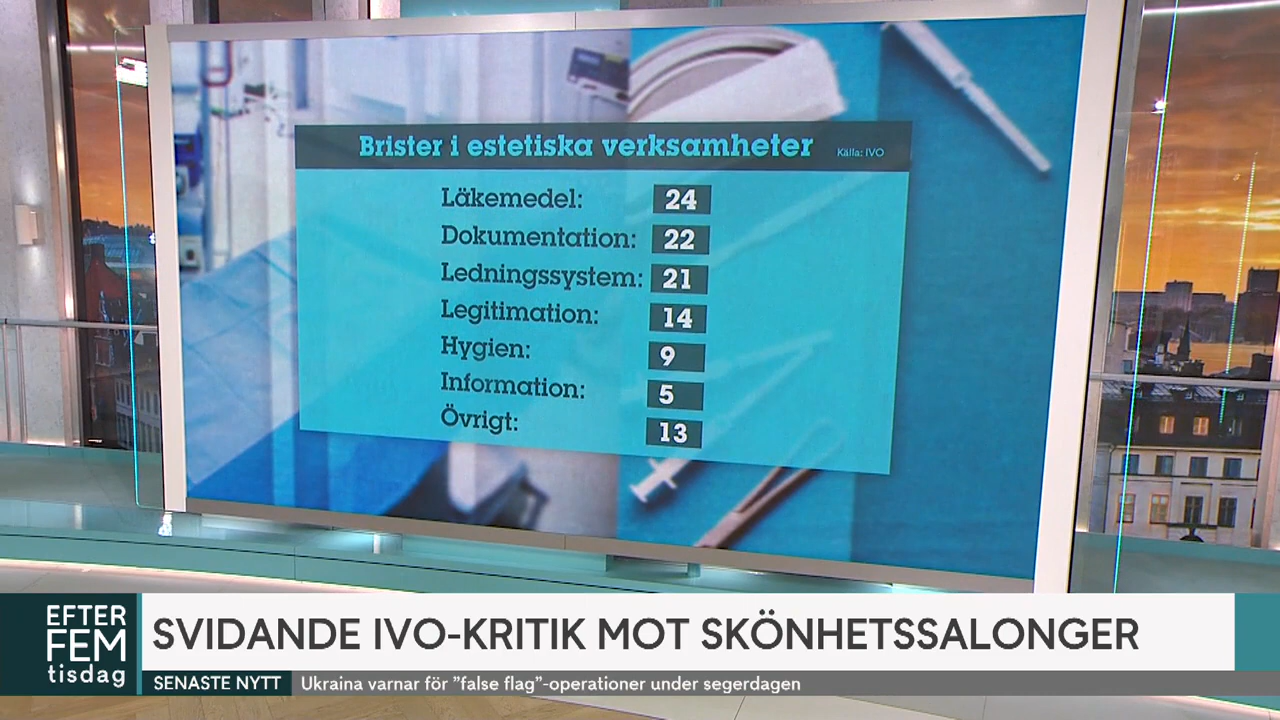 Brister i estetiska verksamheter
Källa: IVO
Läkemedel: 24
Dokumentation: 22
Ledningssystem: 21
Legitimation: 14
Hygien: 9
Information: 5
Övrigt: 13
EFTER
FEM
tisdag
SVIDANDE IVO-KRITIK MOT SKÖNHETSSALONGER
SENASTE NYTT
Ukraina varnar för ”false flag”-operationer under segerdagen